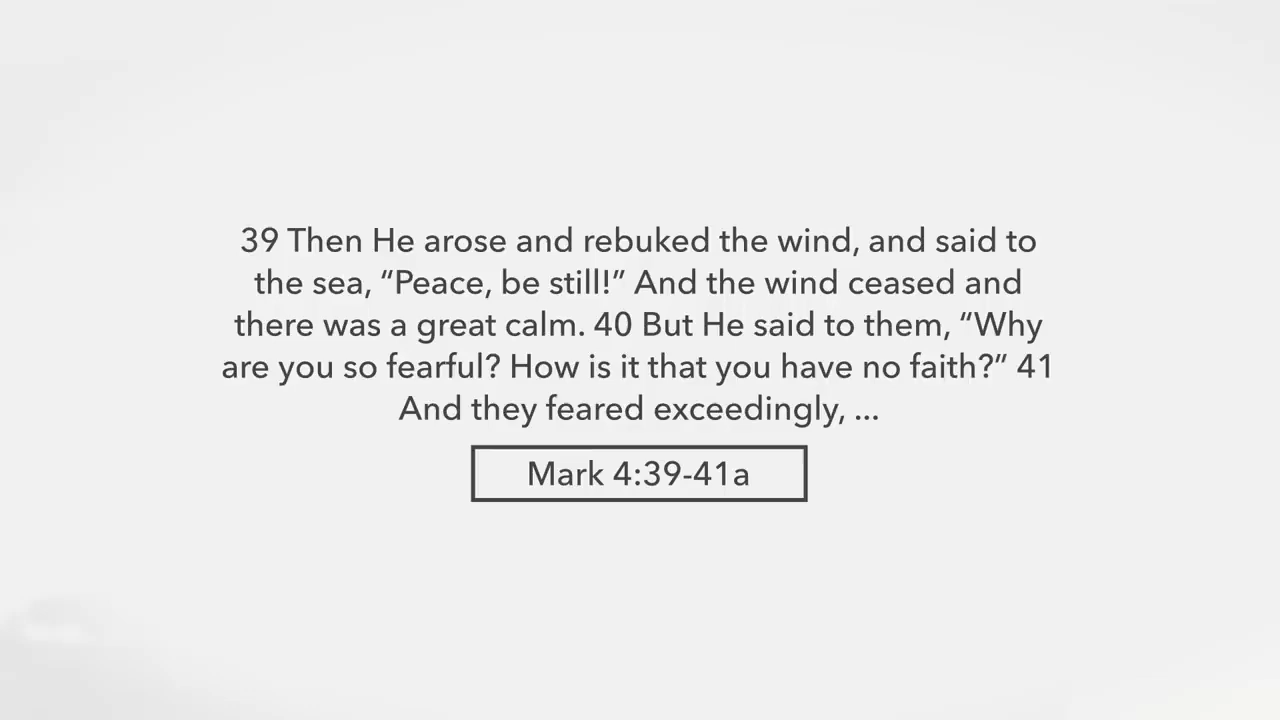 39 Then He arose and rebuked the wind, and said to
the sea, “Peace, be still!” And the wind ceased and
there was a great calm. 40 But He said to them, “Why
are you so fearful? How is it that you have no faith?” 41
And they feared exceedingly, ...
Mark 4:39-41a